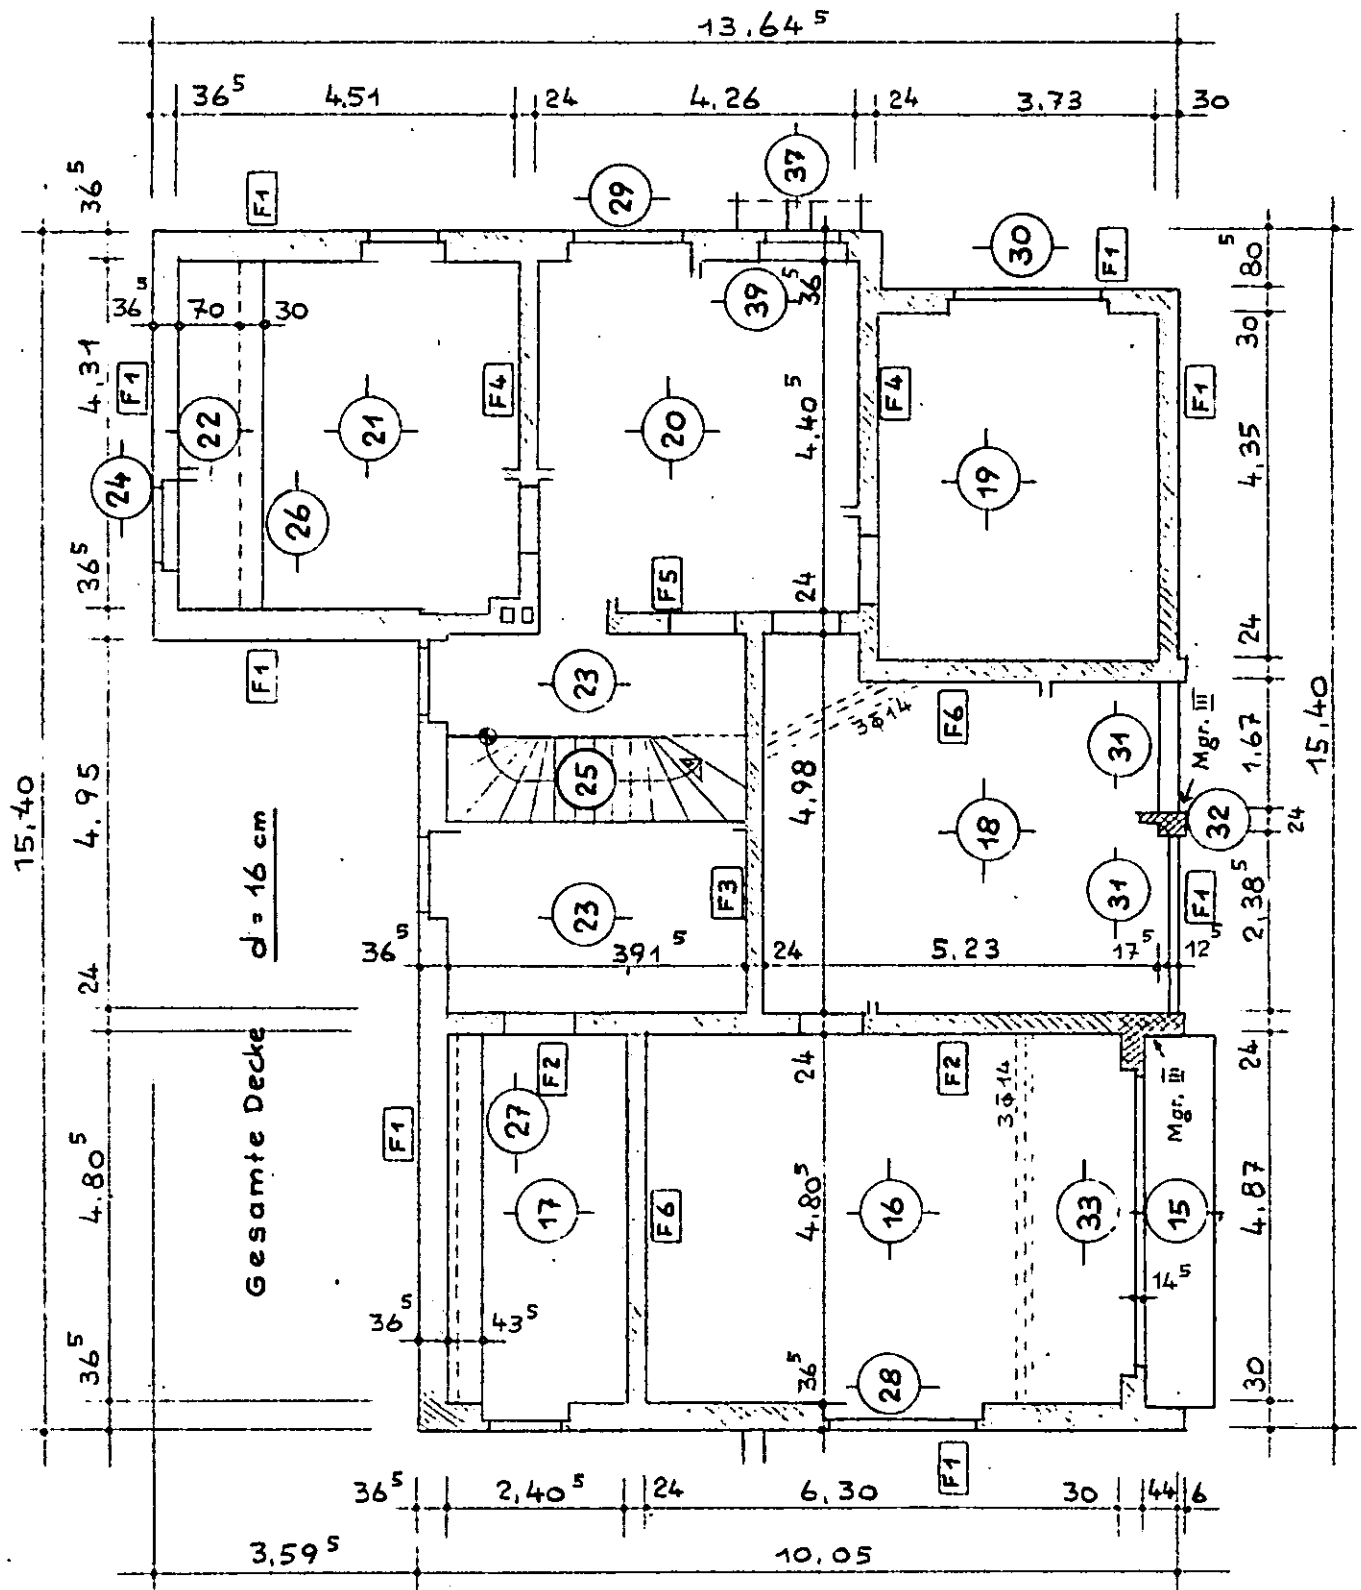 13.64⁵
36⁵ 4.51 24 4.26 24 3.73 30
36⁵
F1
29
37
30
F1
80⁵
36⁵ 70 30
39
36⁵
30
4.31
F1
22
21
F4
20
4.40⁵
F4
19
F1
4.35
24
26
36⁵
F5
24
24
F1
23
3ϕ14
F6
31
Mgr. III
1.67
15.40
15.40
4.95
d = 16 cm
25
4.98
18
32
24
23
F3
31
F1
2.38⁵
36⁵ 391⁵ 24 5.23 17⁵ 12⁵
24
Gesamte Decke
F2
24
F2
3ϕ14
Mgr. III
24
F1
27
4.80⁵
17
F6
4.80⁵
16
33
15
4.87
14⁵
36⁵ 43⁵
36⁵
36⁵
28
30
F1
36⁵ 2.40⁵ 24 6.30 30 44 6
3.59⁵ 10.05